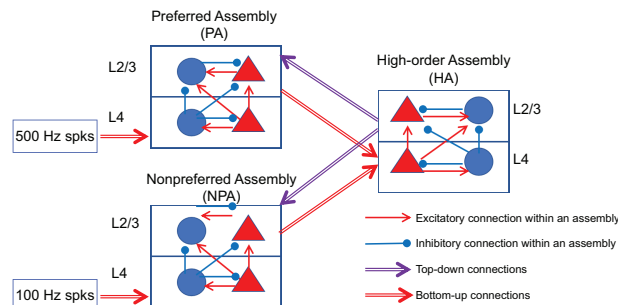 Preferred Assembly
(PA)
High-order Assembly
(HA)
L2/3
L4
500 Hz spks
L2/3
L4
Nonpreferred Assembly
(NPA)
L2/3
L4
100 Hz spks
Excitatory connection within an assembly
Inhibitory connection within an assembly
Top-down connections
Bottom-up connections